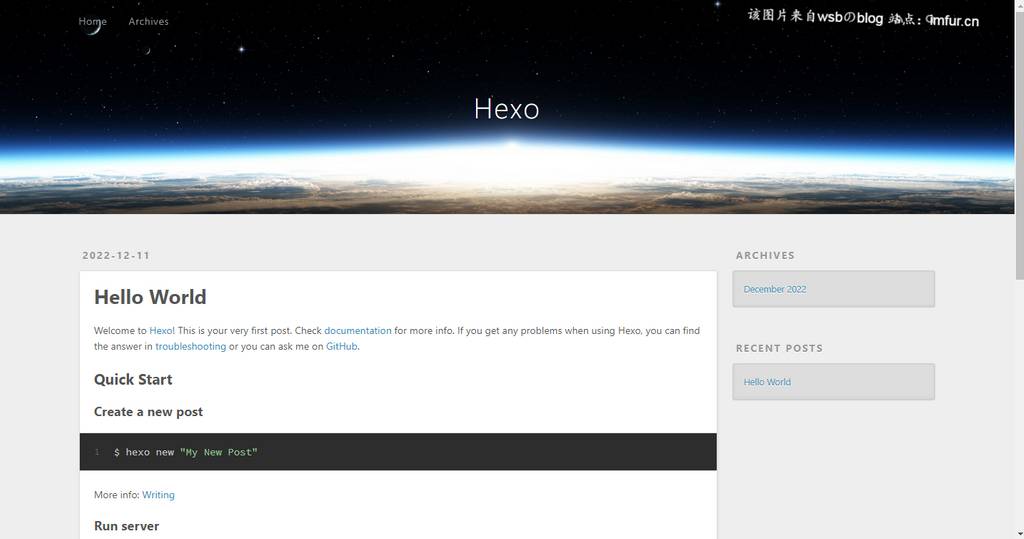 Home Archives
该图片来自wsbのblog 站点：qmfur.cn
Hexo
2022-12-11
Hello World
Welcome to Hexo! This is your very first post. Check documentation for more info. If you get any problems when using Hexo, you can find
the answer in troubleshooting or you can ask me on GitHub.
Quick Start
Create a new post
1 $ hexo new "My New Post"
More info: Writing
Run server
ARCHIVES
December 2022
RECENT POSTS
Hello World